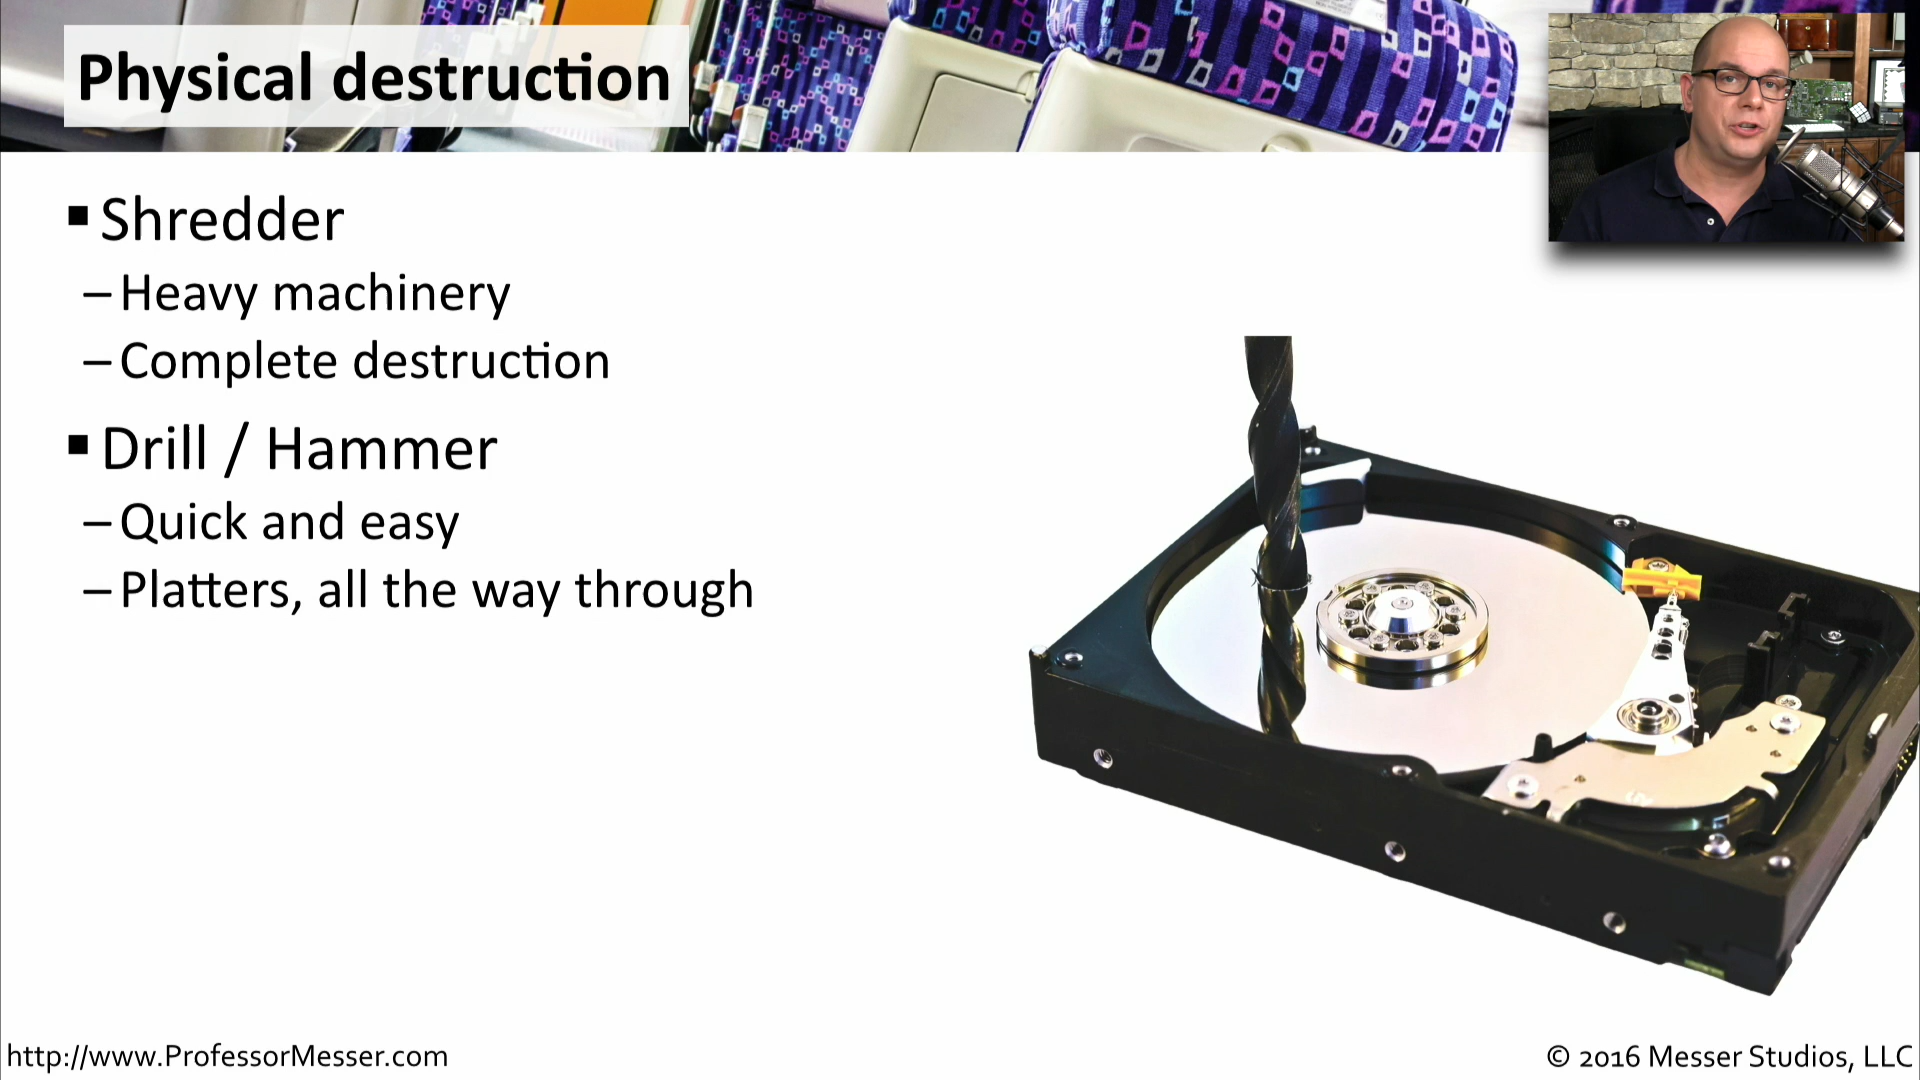 Physical destruction
▪ Shredder
– Heavy machinery
– Complete destruction
▪ Drill / Hammer
– Quick and easy
– Platters, all the way through
http://www.ProfessorMesser.com
© 2016 Messer Studios, LLC